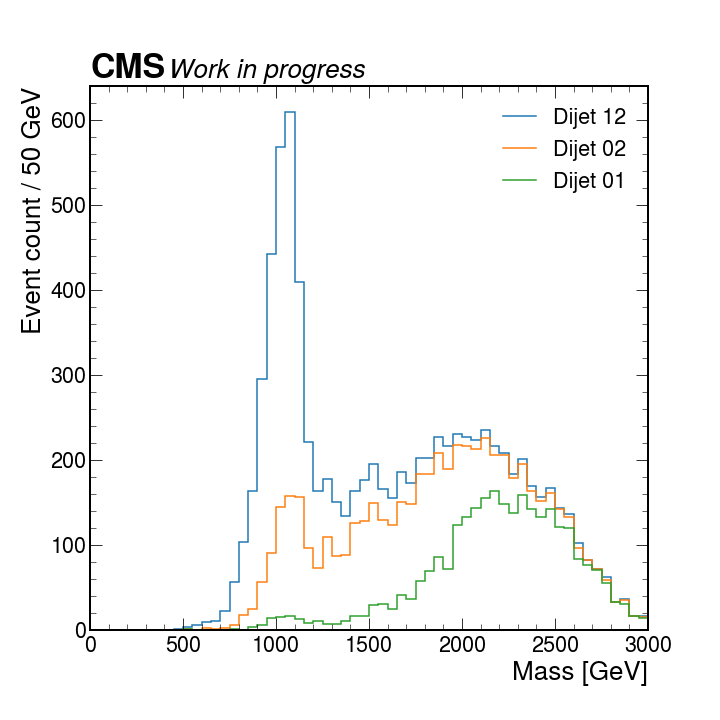 CMS Work in progress
Event count / 50 GeV
600
500
400
300
200
100
0
Dijet 12
Dijet 02
Dijet 01
0 500 1000 1500 2000 2500 3000
Mass [GeV]